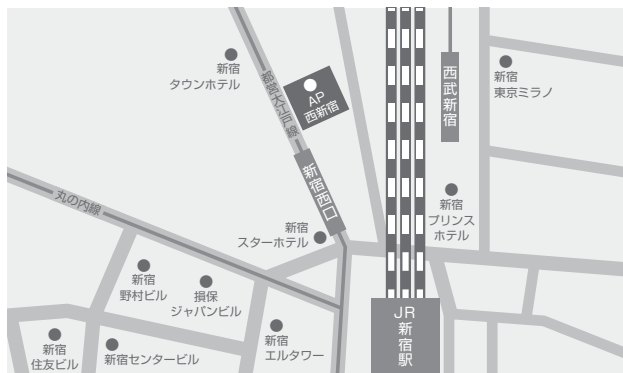 新宿
タウンホテル
都営大江戸線
AP
西新宿
西武新宿
新宿
東京ミラノ
丸の内線
新宿西口
新宿
スターホテル
新宿
プリンス
ホテル
新宿
野村ビル
損保
ジャパンビル
JR
新宿駅
新宿
住友ビル
新宿センタービル
新宿
エルタワー